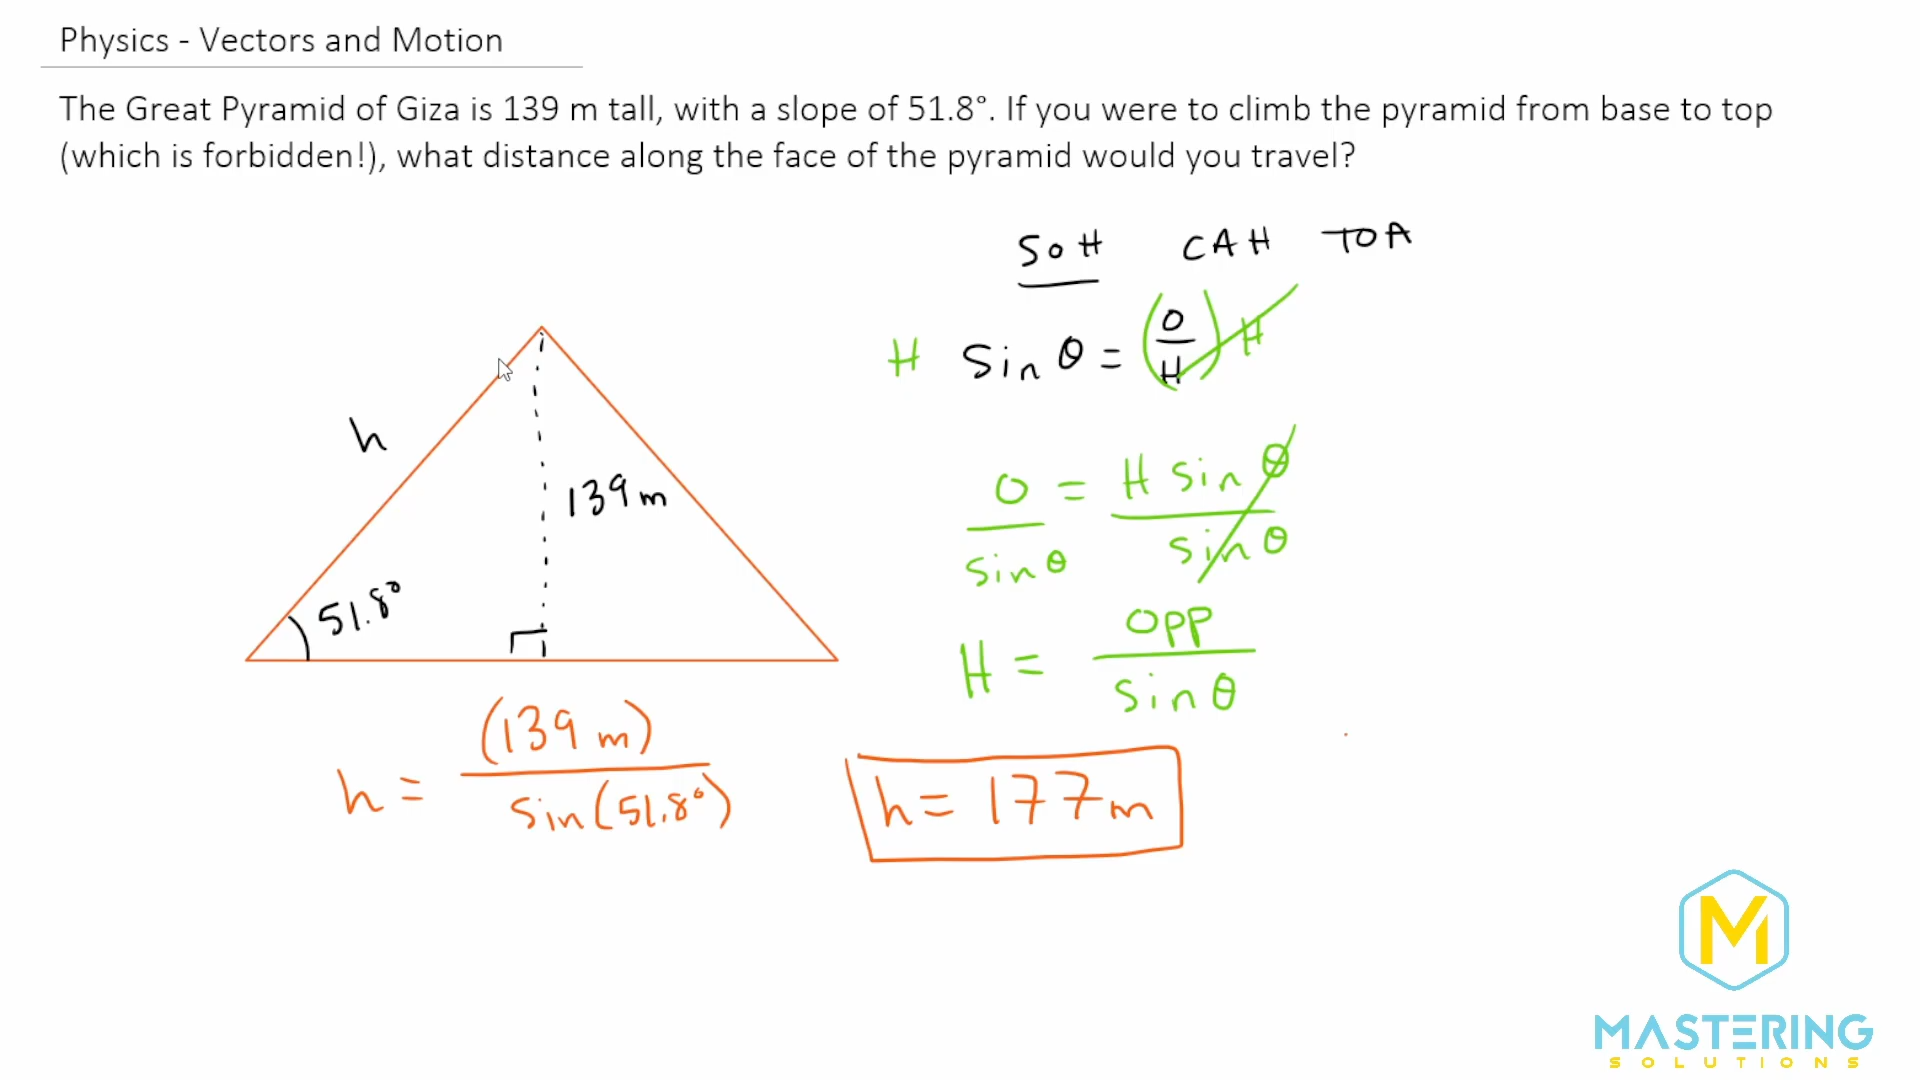 Physics - Vectors and Motion
The Great Pyramid of Giza is 139 m tall, with a slope of 51.8°. If you were to climb the pyramid from base to top
(which is forbidden!), what distance along the face of the pyramid would you travel?
SOH CAH TOA
H sin θ = (O/H) H
h
139 m
O/sin θ = H sin θ/sin θ
51.8°
H = OPP/sin θ
h = (139 m)/sin(51.8°)
h = 177 m
M
MASTERING
SOLUTIONS